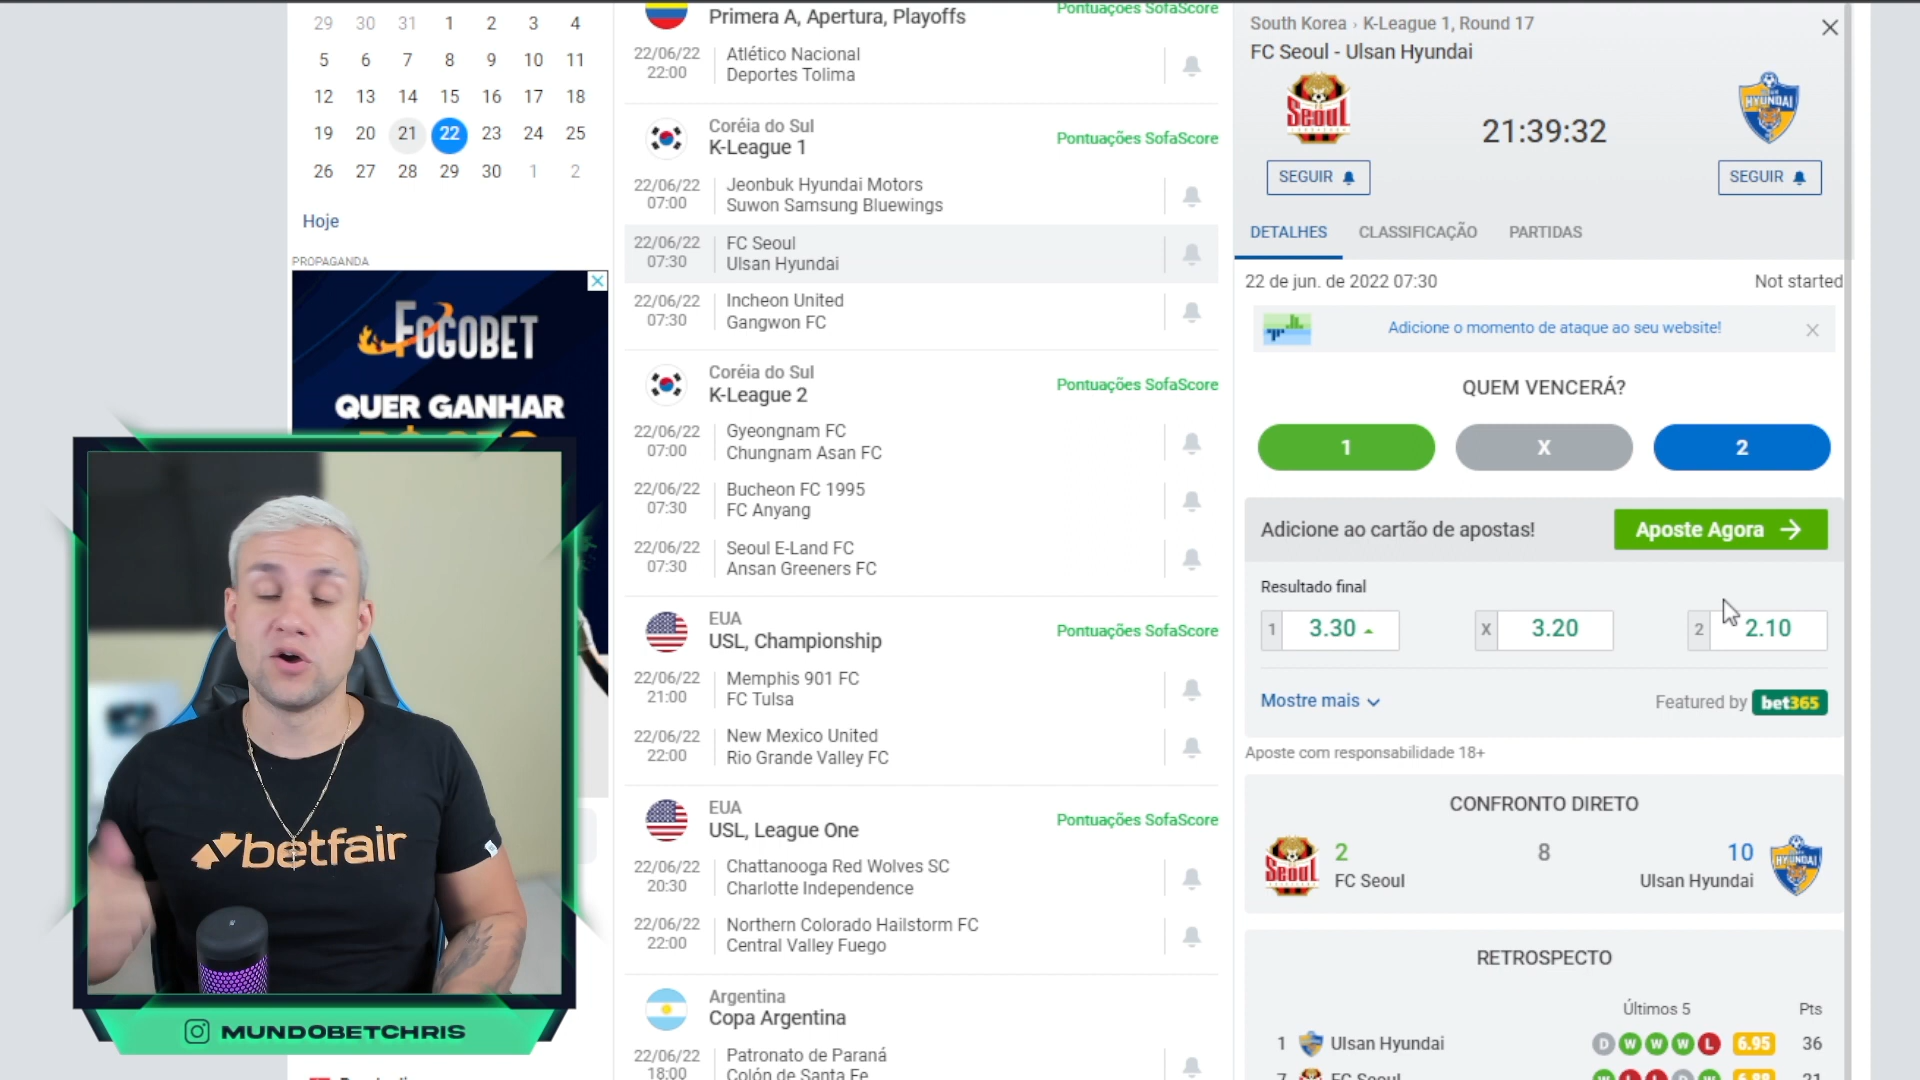 29 30 31 1 2 3 4
5 6 7 8 9 10 11
12 13 14 15 16 17 18
19 20 21 22 23 24 25
26 27 28 29 30 1 2
Hoje
PROPAGANDA
FOGOBET
QUER GANHAR
betfair
MUNDOBETCHRIS
Primera A, Apertura, Playoffs
Pontuações SofaScore
22/06/22
22:00
Atlético Nacional
Deportes Tolima
Coréia do Sul
K-League 1
Pontuações SofaScore
22/06/22
07:00
Jeonbuk Hyundai Motors
Suwon Samsung Bluewings
22/06/22
07:30
FC Seoul
Ulsan Hyundai
22/06/22
07:30
Incheon United
Gangwon FC
Coréia do Sul
K-League 2
Pontuações SofaScore
22/06/22
07:00
Gyeongnam FC
Chungnam Asan FC
22/06/22
07:30
Bucheon FC 1995
FC Anyang
22/06/22
07:30
Seoul E-Land FC
Ansan Greeners FC
EUA
USL, Championship
Pontuações SofaScore
22/06/22
21:00
Memphis 901 FC
FC Tulsa
22/06/22
22:00
New Mexico United
Rio Grande Valley FC
EUA
USL, League One
Pontuações SofaScore
22/06/22
20:30
Chattanooga Red Wolves SC
Charlotte Independence
22/06/22
22:00
Northern Colorado Hailstorm FC
Central Valley Fuego
Argentina
Copa Argentina
22/06/22
18:00
Patronato de Paraná
Colón de Santa Fe
South Korea › K-League 1, Round 17
FC Seoul - Ulsan Hyundai
Seoul
HYUNDAI
21:39:32
SEGUIR
SEGUIR
DETALHES CLASSIFICAÇÃO PARTIDAS
22 de jun. de 2022 07:30
Not started
Adicione o momento de ataque ao seu website!
QUEM VENCERÁ?
1 X 2
Adicione ao cartão de apostas!
Aposte Agora
Resultado final
1 3.30 X 3.20 2 2.10
Mostre mais
Featured by bet365
Aposte com responsabilidade 18+
CONFRONTO DIRETO
Seoul
2 8 10
HYUNDAI
FC Seoul Ulsan Hyundai
RETROSPECTO
Últimos 5 Pts
1 Ulsan Hyundai D W W W L 6.95 36
7 FC Seoul W L L D W 6.88 21